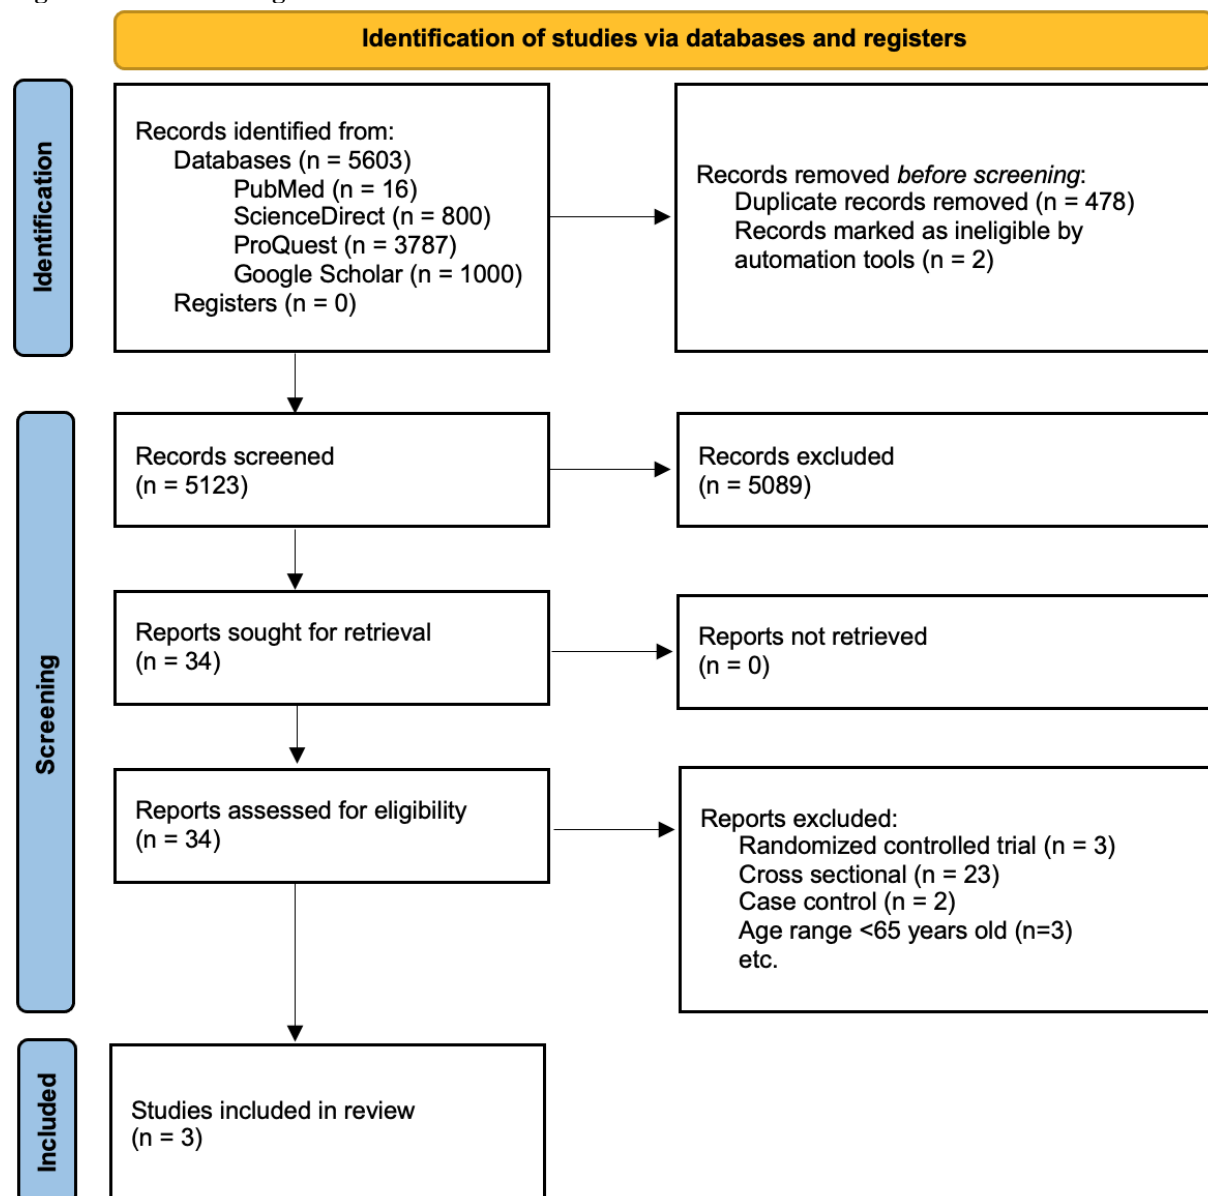 Identification of studies via databases and registers
Identification
Records identified from:
Databases (n = 5603)
PubMed (n = 16)
ScienceDirect (n = 800)
ProQuest (n = 3787)
Google Scholar (n = 1000)
Registers (n = 0)
Records removed before screening:
Duplicate records removed (n = 478)
Records marked as ineligible by
automation tools (n = 2)
Screening
Records screened
(n = 5123)
Records excluded
(n = 5089)
Reports sought for retrieval
(n = 34)
Reports not retrieved
(n = 0)
Reports assessed for eligibility
(n = 34)
Reports excluded:
Randomized controlled trial (n = 3)
Cross sectional (n = 23)
Case control (n = 2)
Age range <65 years old (n=3)
etc.
Included
Studies included in review
(n = 3)